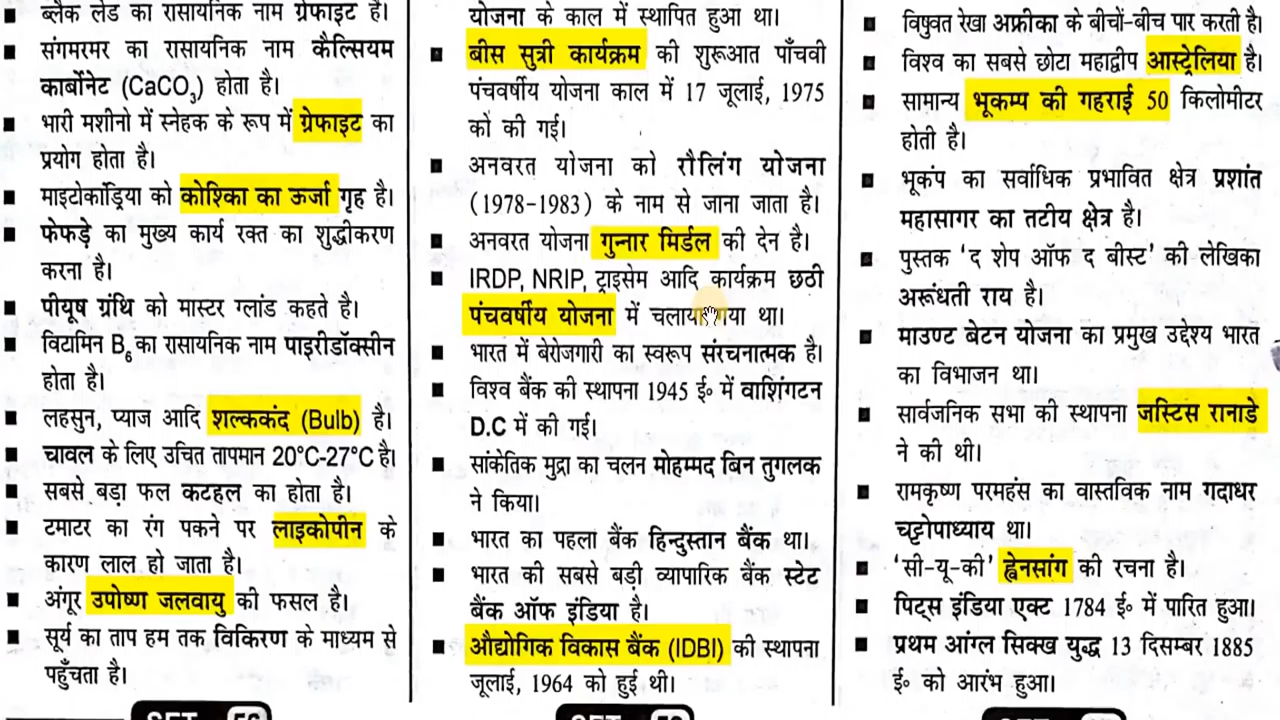 ब्लैक लेड का रासायनिक नाम ग्रेफाइट है।
संगमरमर का रासायनिक नाम कैल्सियम
कार्बोनेट (CaCO3) होता है।
भारी मशीनो में स्नेहक के रूप में ग्रेफाइट का
प्रयोग होता है।
माइटोकॉंड्रिया को कोश्किा का ऊर्जा गृह है।
फेफड़े का मुख्य कार्य रक्त का शुद्धीकरण
करना है।
पीयूष ग्रंथि को मास्टर ग्लांड कहते है।
विटामिन B6 का रासायनिक नाम पाइरीडॉक्सीन
होता है।
लहसुन, प्याज आदि शल्ककंद (Bulb) है।
चावल के लिए उचित तापमान 20°C-27°C है।
सबसे बड़ा फल कटहल का होता है।
टमाटर का रंग पकने पर लाइकोपीन के
कारण लाल हो जाता है।
अंगूर उपोष्ण जलवायु की फसल है।
सूर्य का ताप हम तक विकिरण के माध्यम से
पहुँचता है।
योजना के काल में स्थापित हुआ था।
बीस सुत्री कार्यक्रम की शुरूआत पाँचवी
पंचवर्षीय योजना काल में 17 जूलाई, 1975
को की गई।
अनवरत योजना को रौलिंग योजना
(1978-1983) के नाम से जाना जाता है।
अनवरत योजना गुन्नार मिर्डल की देन है।
IRDP, NRIP, ट्राइसेम आदि कार्यक्रम छठी
पंचवर्षीय योजना में चलाया गया था।
भारत में बेरोजगारी का स्वरूप संरचनात्मक है।
विश्व बैंक की स्थापना 1945 ई० में वाशिंगटन
D.C में की गई।
सांकेतिक मुद्रा का चलन मोहम्मद बिन तुगलक
ने किया।
भारत का पहला बैंक हिन्दुस्तान बैंक था।
भारत की सबसे बड़ी व्यापारिक बैंक स्टेट
बैंक ऑफ इंडिया है।
औद्योगिक विकास बैंक (IDBI) की स्थापना
जूलाई, 1964 को हुई थी।
विषुवत रेखा अफ्रीका के बीचों-बीच पार करती है।
विश्व का सबसे छोटा महाद्वीप आस्ट्रेलिया है।
सामान्य भूकम्प की गहराई 50 किलोमीटर
होती है।
भूकंप का सर्वाधिक प्रभावित क्षेत्र प्रशांत
महासागर का तटीय क्षेत्र है।
पुस्तक 'द शेप ऑफ द बीस्ट' की लेखिका
अरूंधती राय है।
माउण्ट बेटन योजना का प्रमुख उद्देश्य भारत
का विभाजन था।
सार्वजनिक सभा की स्थापना जस्टिस रानाडे
ने की थी।
रामकृष्ण परमहंस का वास्तविक नाम गदाधर
चट्टोपाध्याय था।
'सी-यू-की' ह्वेनसांग की रचना है।
पिट्स इंडिया एक्ट 1784 ई० में पारित हुआ।
प्रथम आंग्ल सिक्ख युद्ध 13 दिसम्बर 1885
ई० को आरंभ हुआ।